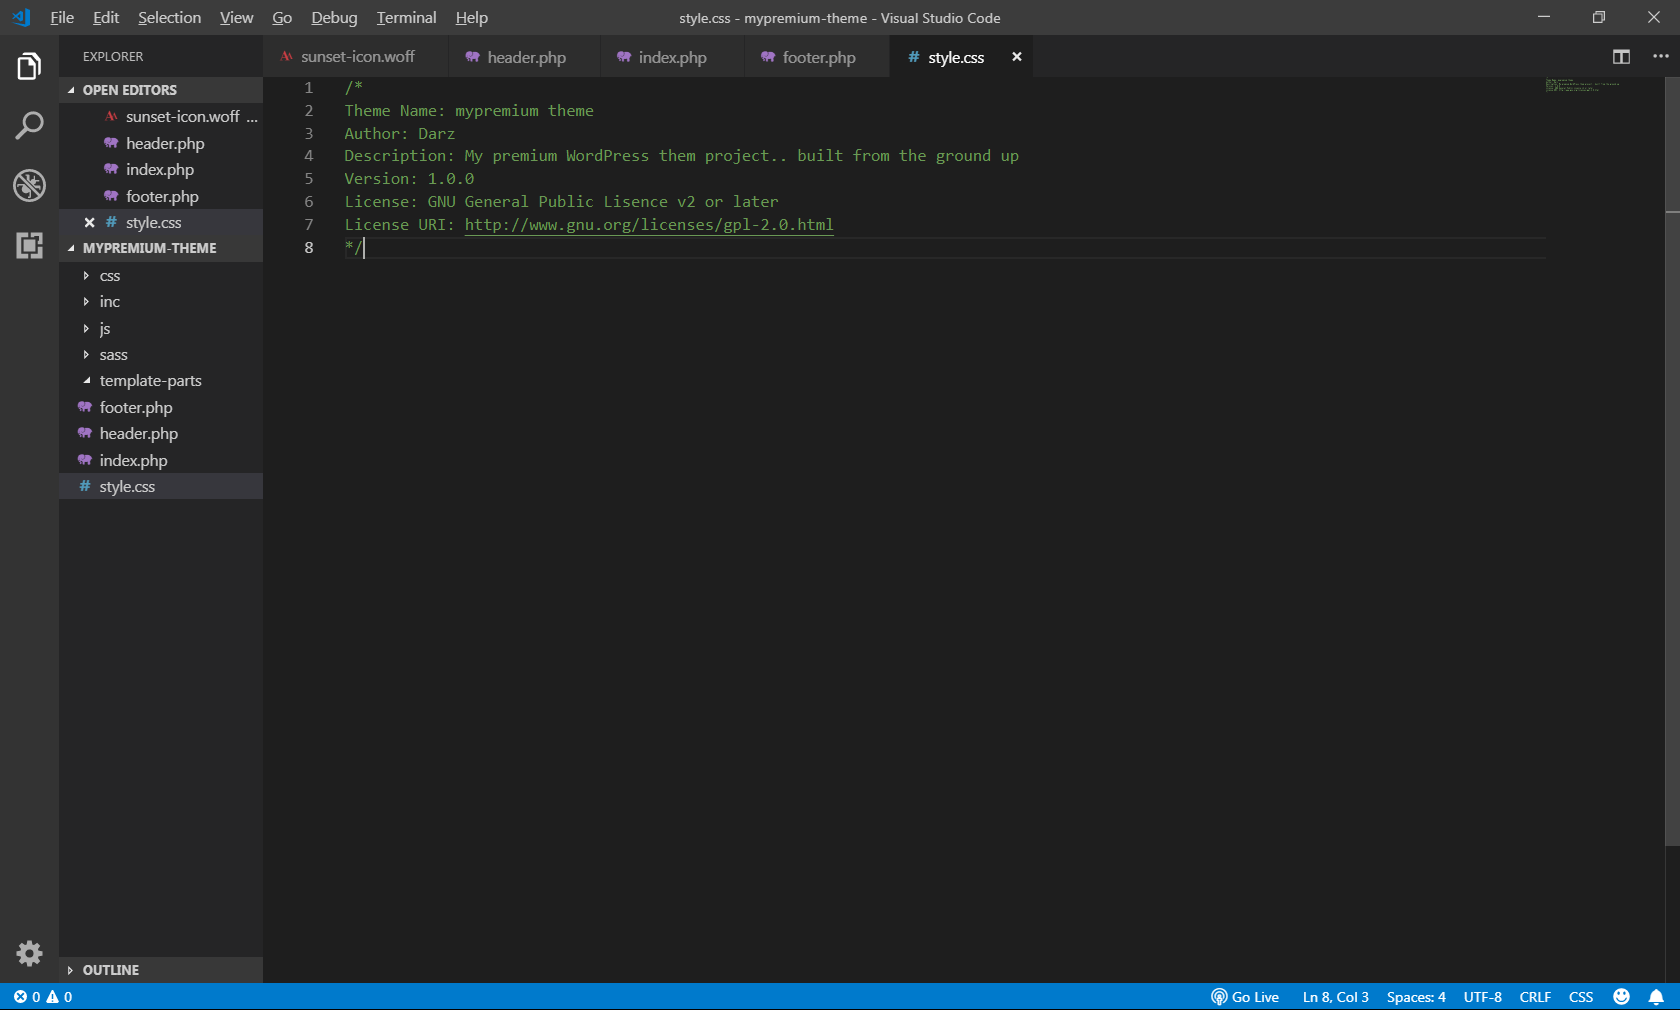 File Edit Selection View Go Debug Terminal Help
style.css - mypremium-theme - Visual Studio Code
EXPLORER
OPEN EDITORS
sunset-icon.woff ...
header.php
index.php
footer.php
style.css
MYPREMIUM-THEME
css
inc
js
sass
template-parts
footer.php
header.php
index.php
# style.css
OUTLINE
sunset-icon.woff header.php index.php footer.php # style.css
1 /*
2 Theme Name: mypremium theme
3 Author: Darz
4 Description: My premium WordPress them project.. built from the ground up
5 Version: 1.0.0
6 License: GNU General Public Lisence v2 or later
7 License URI: http://www.gnu.org/licenses/gpl-2.0.html
8 */
0 0 Go Live Ln 8, Col 3 Spaces: 4 UTF-8 CRLF CSS